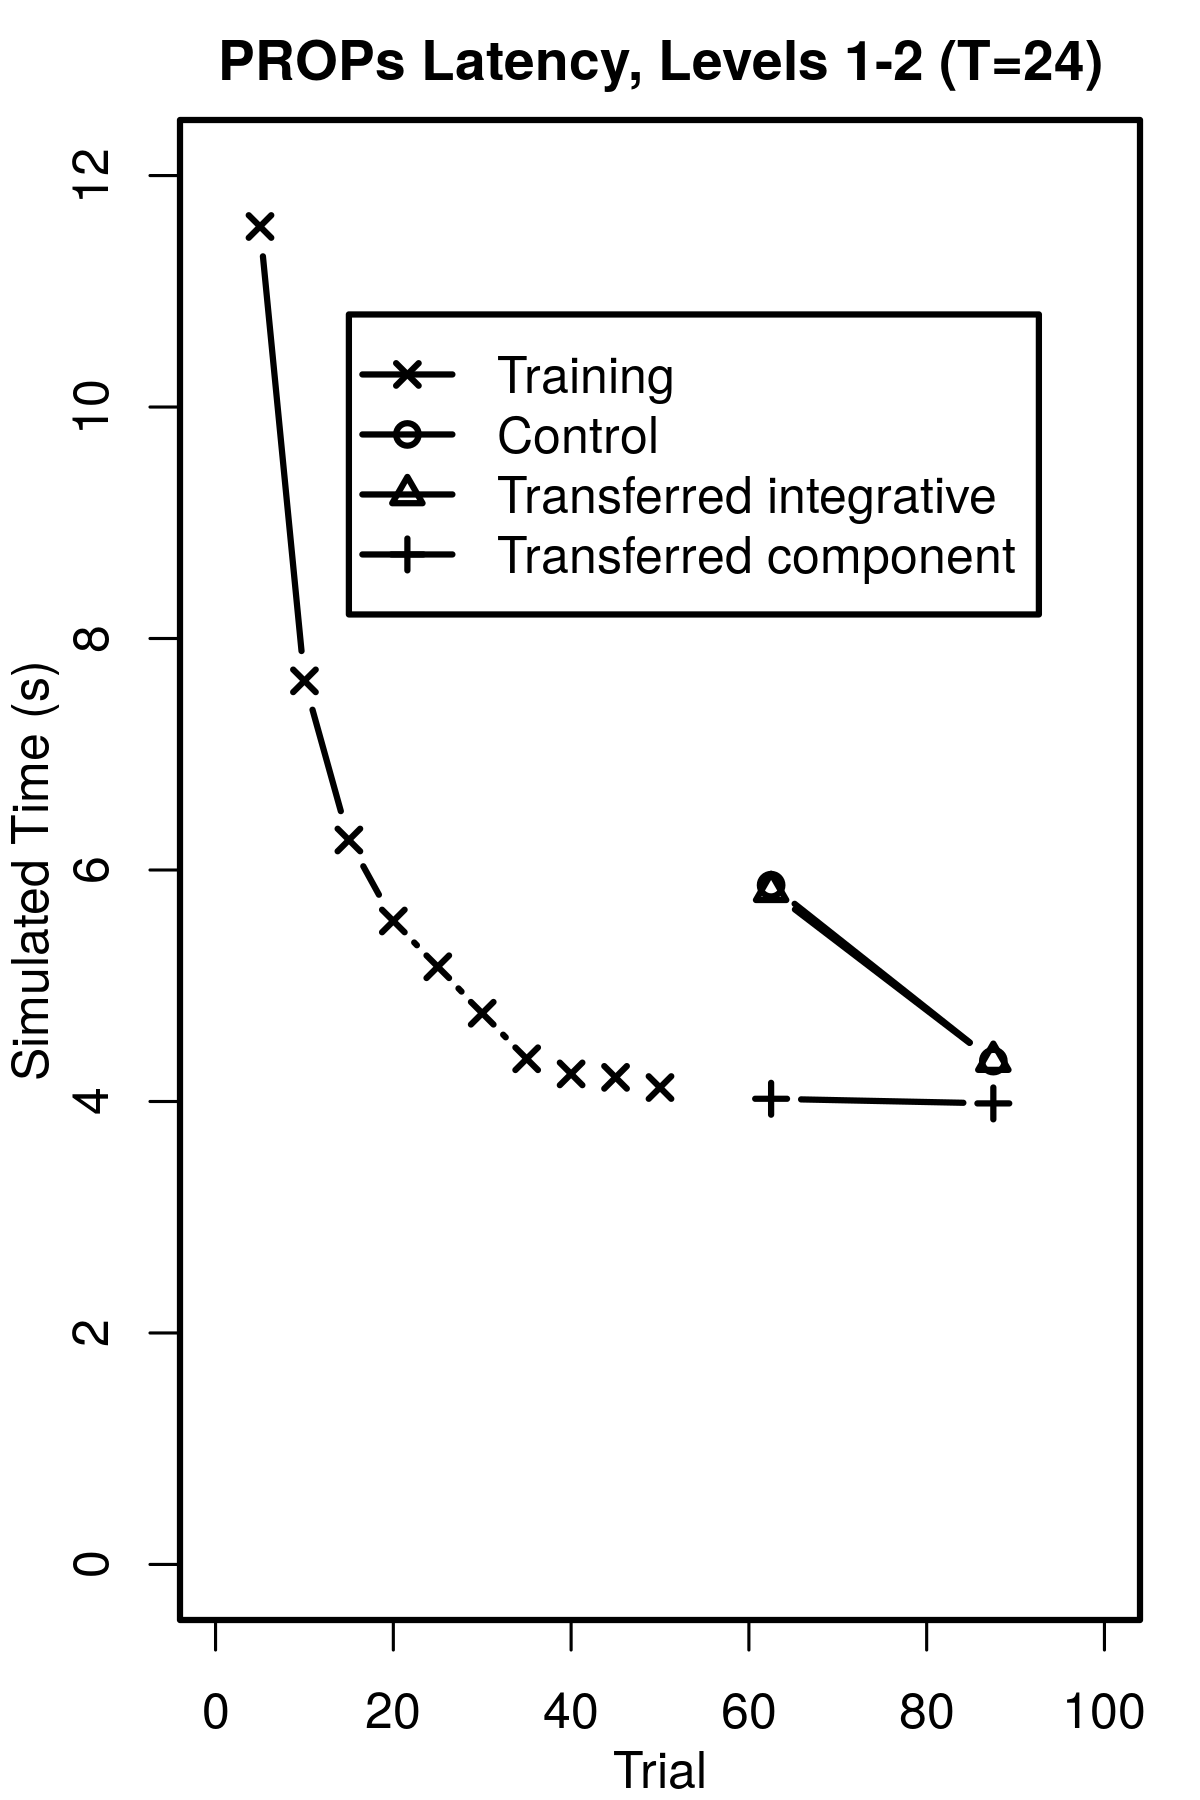 PROPs Latency, Levels 1-2 (T=24)
12
10
8
6
4
2
0
Simulated Time (s)
Training
Control
Transferred integrative
Transferred component
0 20 40 60 80 100
Trial